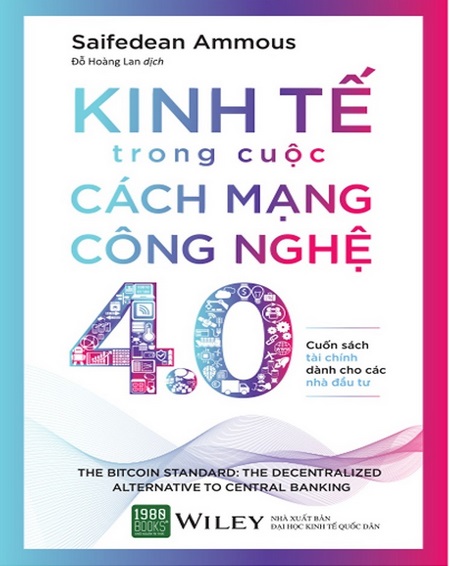 Saifedean Ammous
Đỗ Hoàng Lan dịch
KINH TẾ
trong cuộc
CÁCH MẠNG
CÔNG NGHỆ
4.0
Cuốn sách
tài chính
dành cho các
nhà đầu tư
THE BITCOIN STANDARD: THE DECENTRALIZED
ALTERNATIVE TO CENTRAL BANKING
1980
BOOKS
WILEY
NHÀ XUẤT BẢN
ĐẠI HỌC KINH TẾ QUỐC DÂN